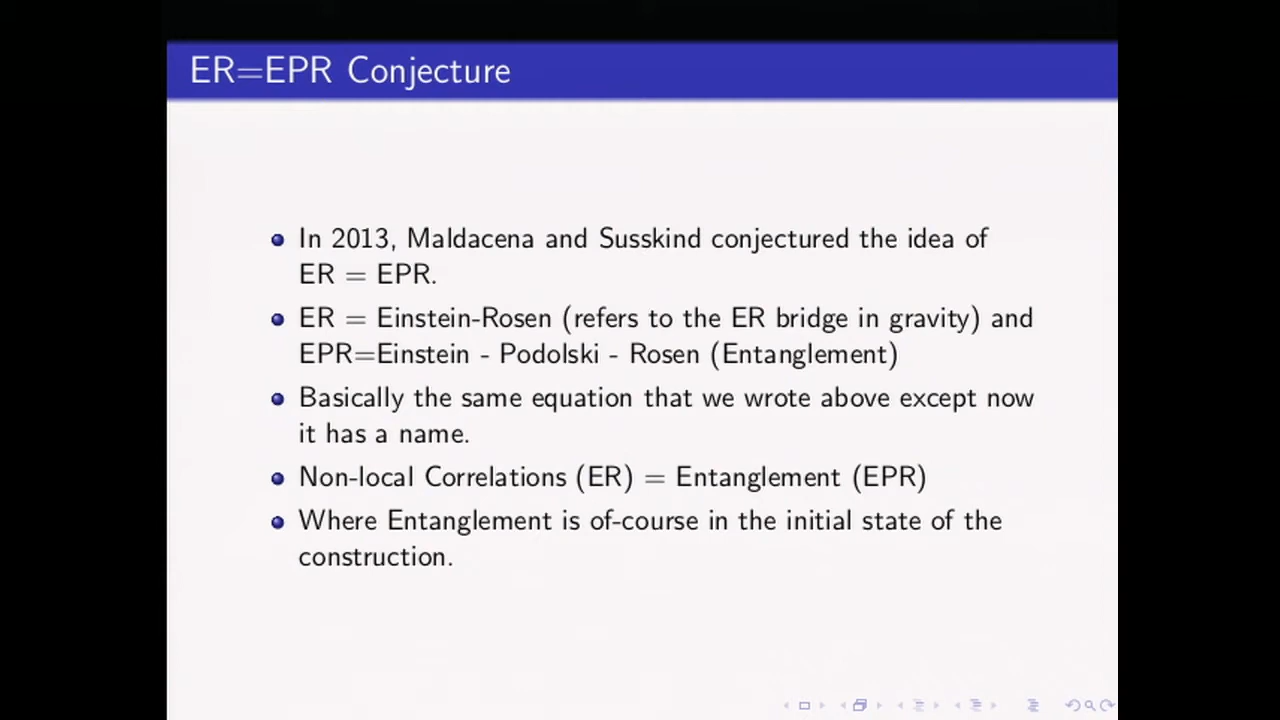 ER=EPR Conjecture
In 2013, Maldacena and Susskind conjectured the idea of
ER = EPR.
ER = Einstein-Rosen (refers to the ER bridge in gravity) and
EPR=Einstein - Podolski - Rosen (Entanglement)
Basically the same equation that we wrote above except now
it has a name.
Non-local Correlations (ER) = Entanglement (EPR)
Where Entanglement is of-course in the initial state of the
construction.